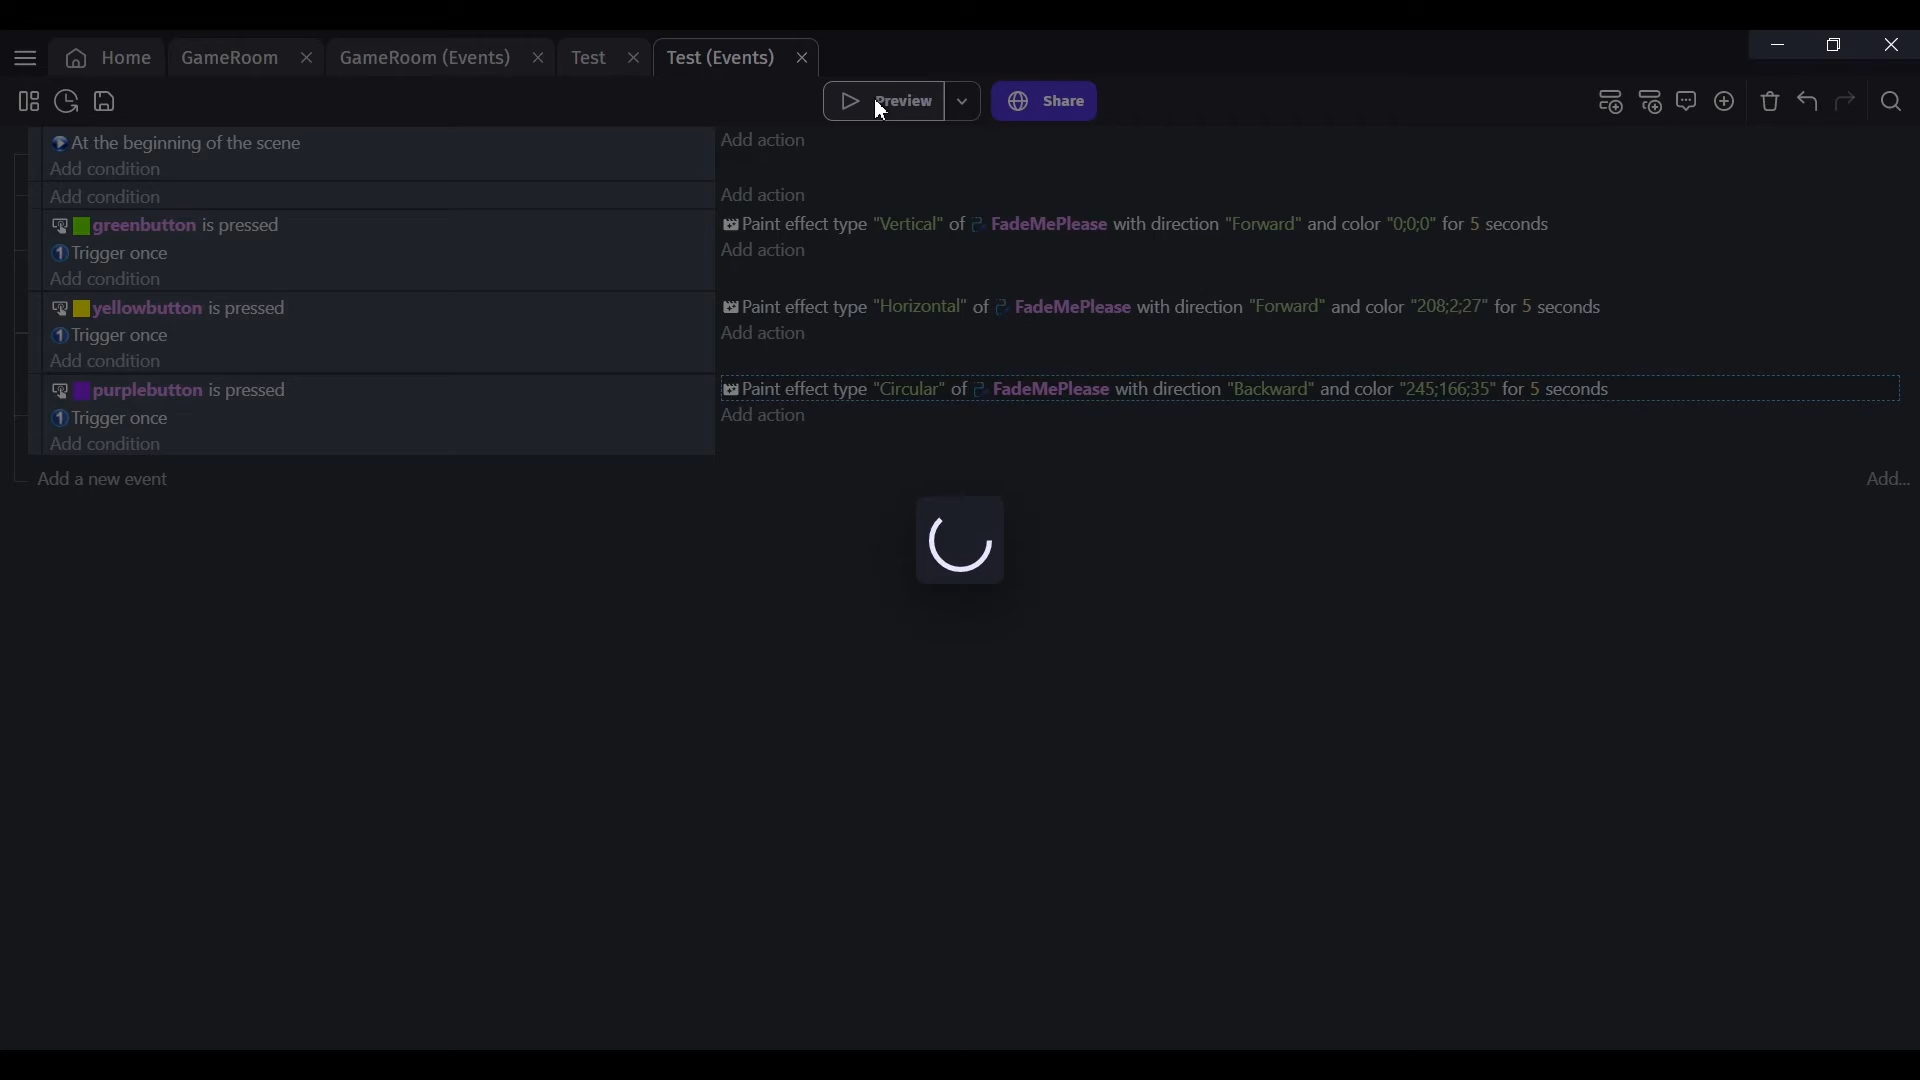 Home GameRoom GameRoom (Events) Test Test (Events)
Preview Share
At the beginning of the scene Add action
Add condition
Add condition Add action
greenbutton is pressed Paint effect type "Vertical" of FadeMePlease with direction "Forward" and color "0;0;0" for 5 seconds
Trigger once Add action
Add condition
yellowbutton is pressed Paint effect type "Horizontal" of FadeMePlease with direction "Forward" and color "208;2;27" for 5 seconds
Trigger once Add action
Add condition
purplebutton is pressed Paint effect type "Circular" of FadeMePlease with direction "Backward" and color "245;166;35" for 5 seconds
Trigger once Add action
Add condition
Add a new event Add...